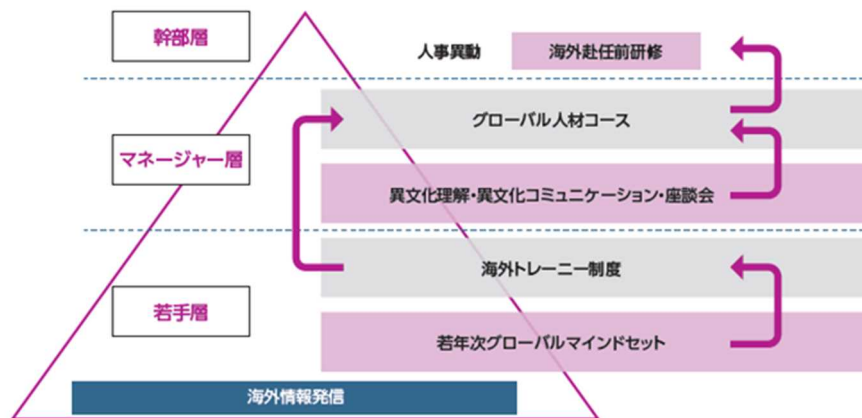 幹部層
人事異動 海外赴任前研修
グローバル人材コース
マネージャー層
異文化理解・異文化コミュニケーション・座談会
海外トレーニー制度
若手層
若年次グローバルマインドセット
海外情報発信